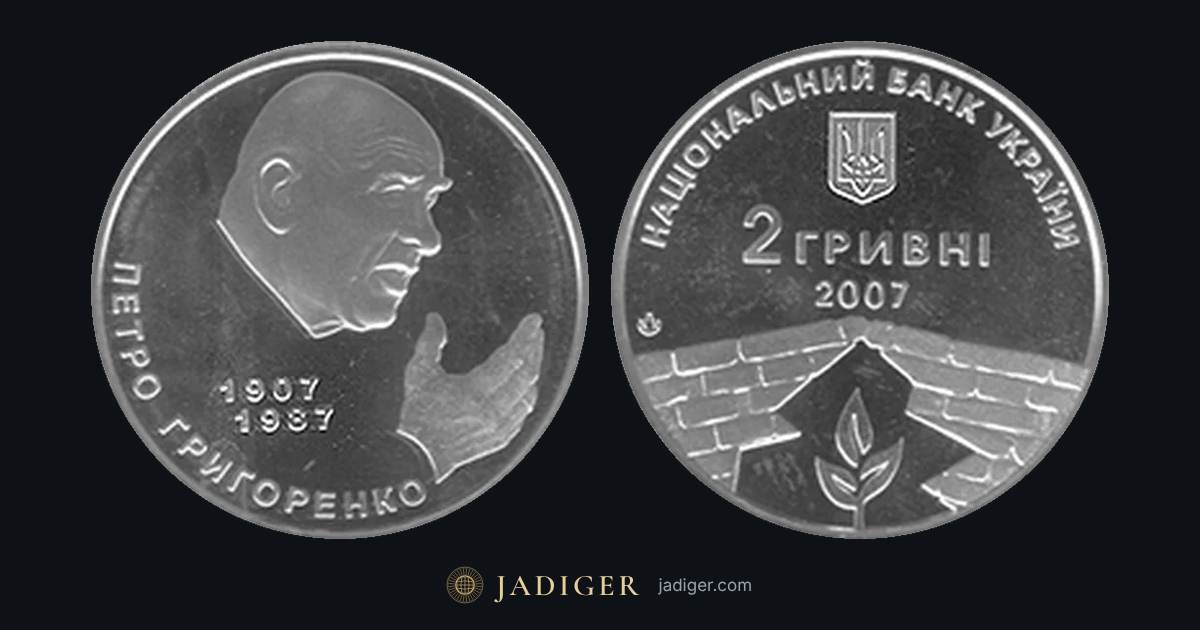 ПЕТРО ГРИГОРЕНКО
1907
1987
НАЦІОНАЛЬНИЙ БАНК УКРАЇНИ
2 ГРИВНІ
2007
JADIGER jadiger.com